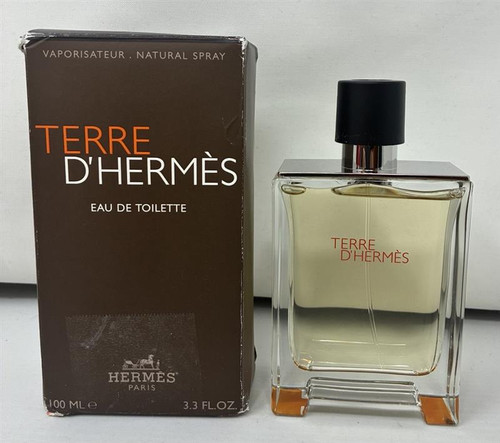 VAPORISATEUR . NATURAL SPRAY
TERRE
D'HERMÈS
EAU DE TOILETTE
HERMÈS
PARIS
100 ML e 3.3 FL.OZ.
TERRE
D'HERMÈS